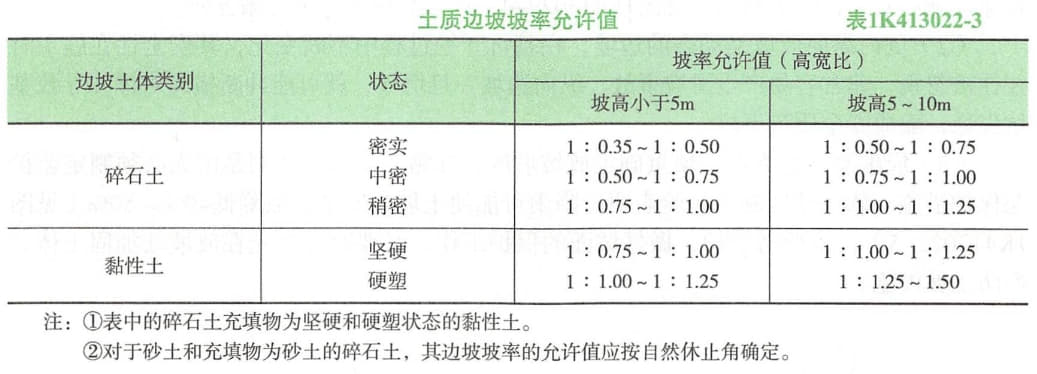 土质边坡坡率允许值 表1K413022-3
边坡土体类别 状态 坡率允许值（高宽比）
坡高小于5m 坡高5~10m
碎石土 密实 1：0.35~1：0.50 1：0.50~1：0.75
中密 1：0.50~1：0.75 1：0.75~1：1.00
稍密 1：0.75~1：1.00 1：1.00~1：1.25
黏性土 坚硬 1：0.75~1：1.00 1：1.00~1：1.25
硬塑 1：1.00~1：1.25 1：1.25~1.50
注：①表中的碎石土充填物为坚硬和硬塑状态的黏性土。
②对于砂土和充填物为砂土的碎石土，其边坡坡率的允许值应按自然休止角确定。